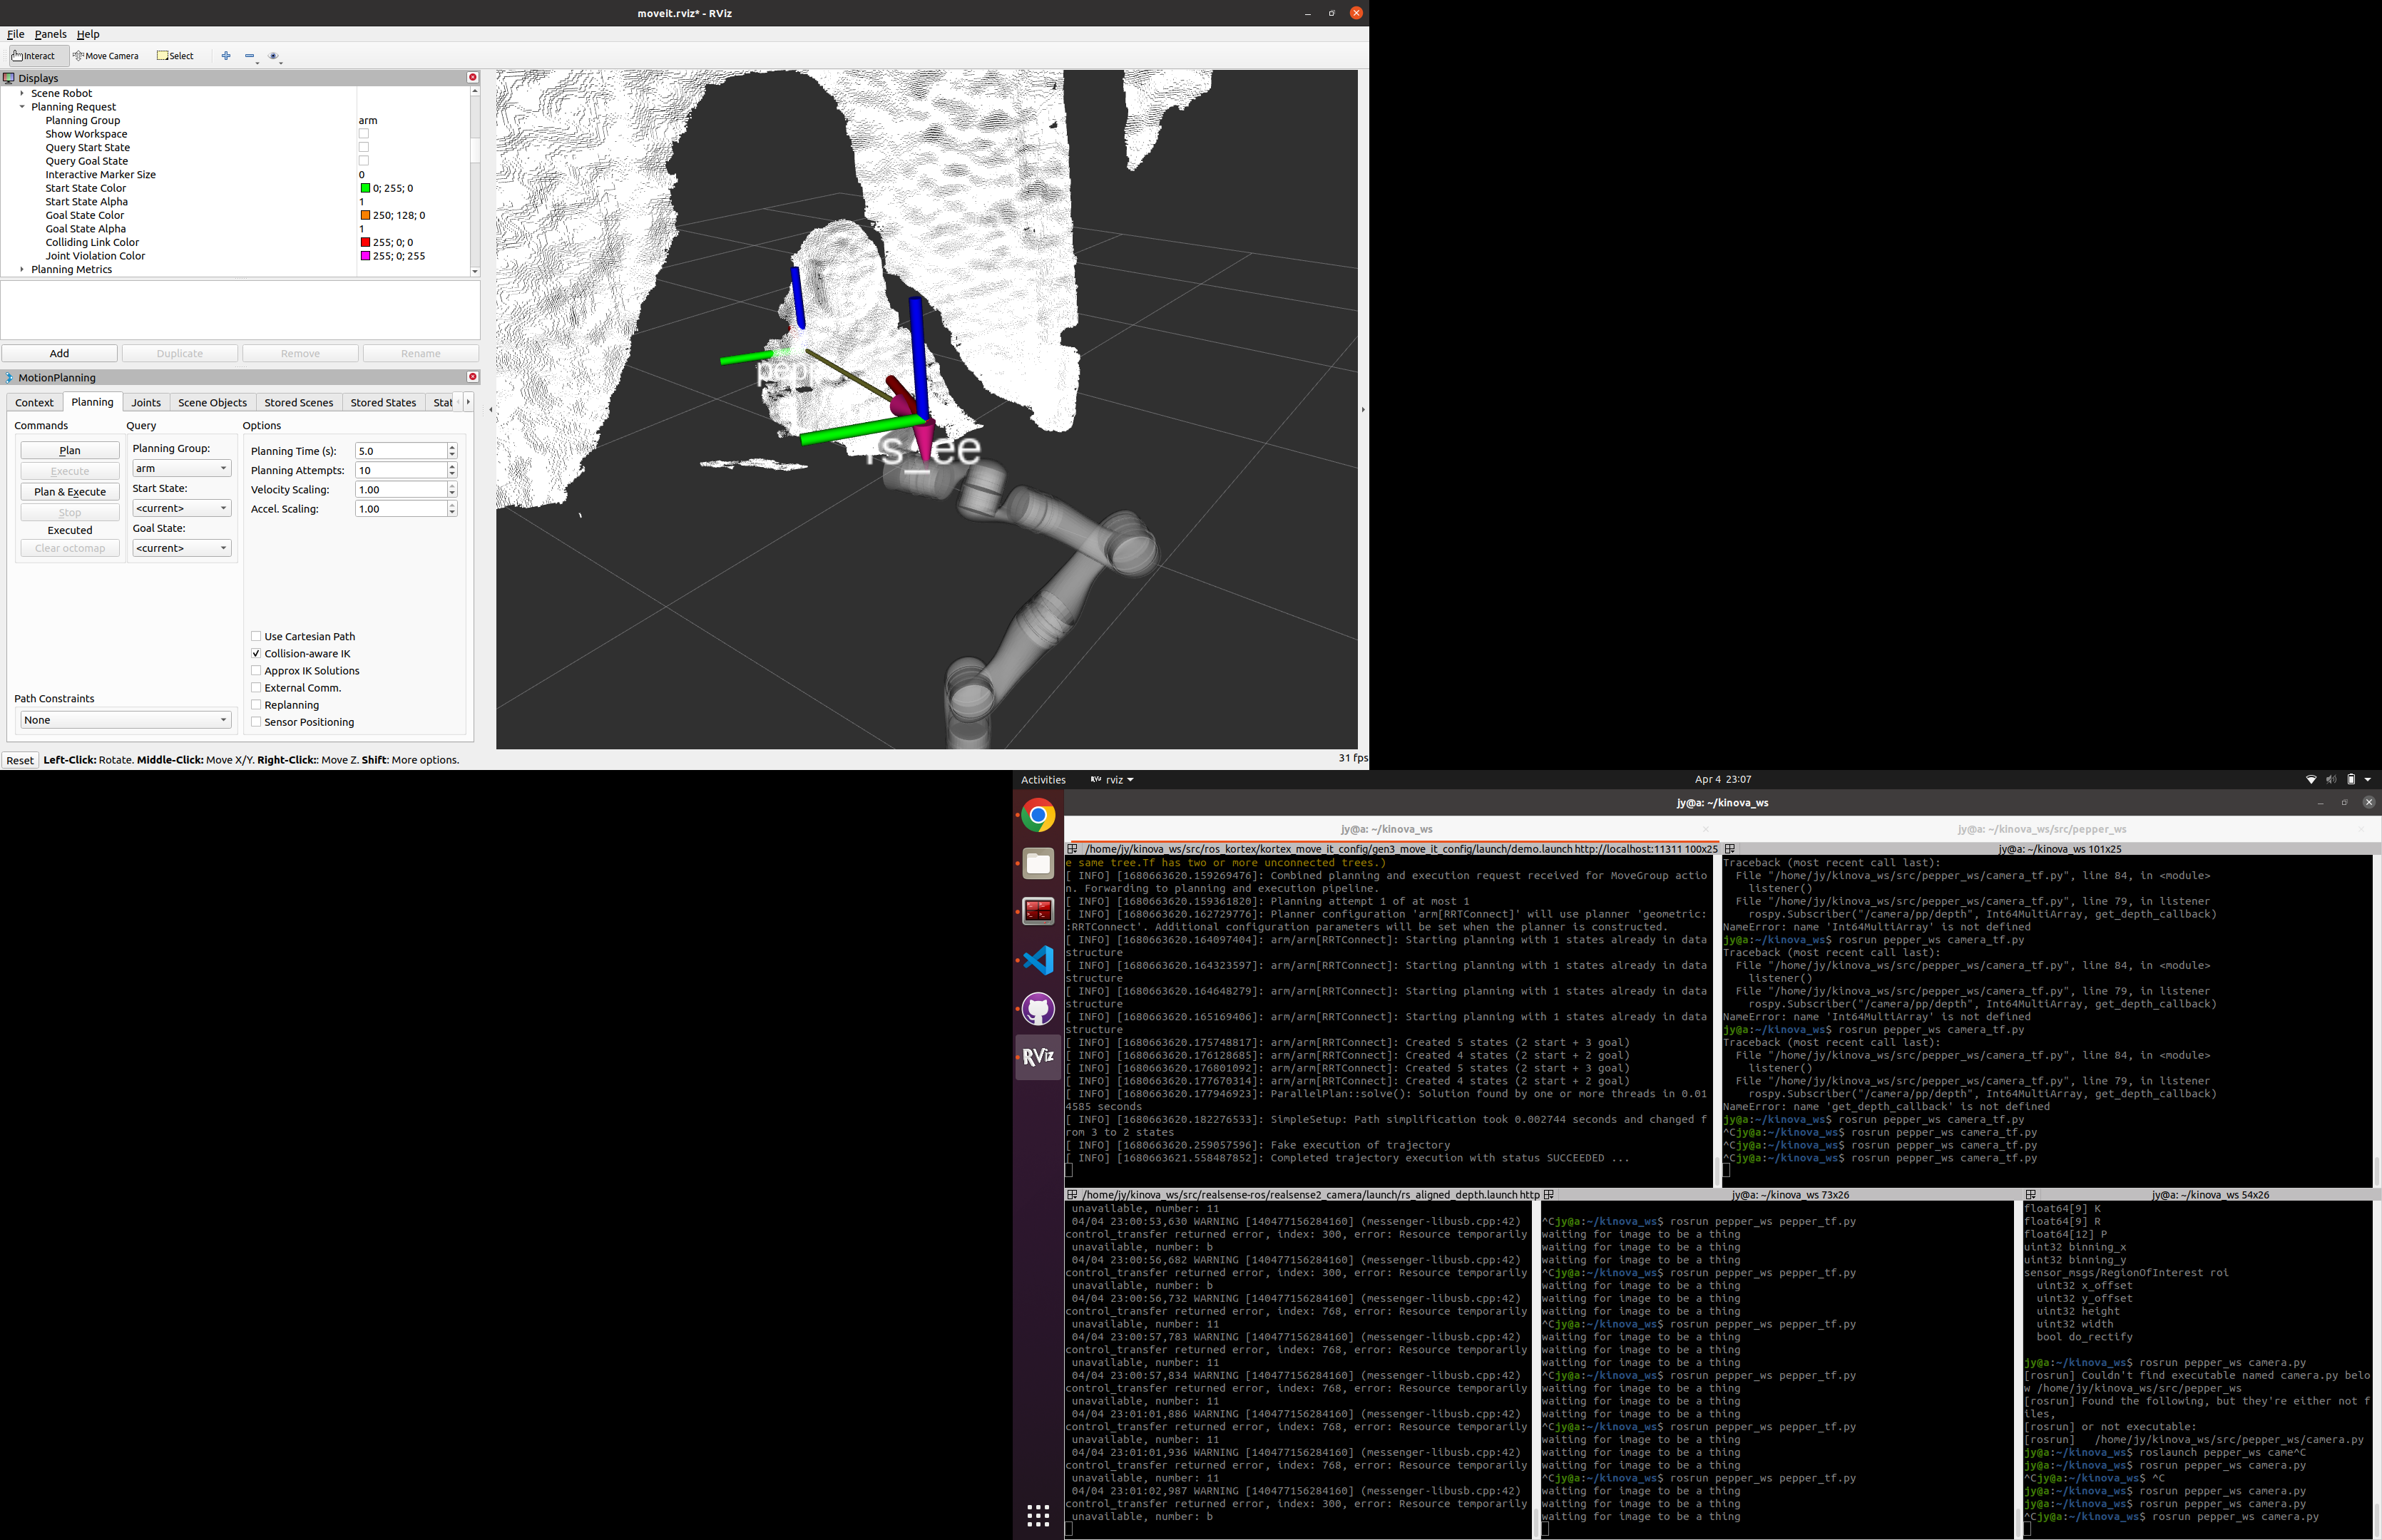 moveit.rviz* - RViz
File Panels Help
Interact Move Camera Select
Displays
Scene Robot
Planning Request
Planning Group arm
Show Workspace
Query Start State
Query Goal State
Interactive Marker Size 0
Start State Color 0; 255; 0
Start State Alpha 1
Goal State Color 250; 128; 0
Goal State Alpha 1
Colliding Link Color 255; 0; 0
Joint Violation Color 255; 0; 255
Planning Metrics
Add Duplicate Remove Rename
MotionPlanning
Context Planning Joints Scene Objects Stored Scenes Stored States Stat
Commands Query Options
Plan
Execute
Plan & Execute
Stop
Executed
Clear octomap
Planning Group:
arm
Start State:
<current>
Goal State:
<current>
Planning Time (s): 5.0
Planning Attempts: 10
Velocity Scaling: 1.00
Accel. Scaling: 1.00
Use Cartesian Path
Collision-aware IK
Approx IK Solutions
External Comm.
Replanning
Sensor Positioning
Path Constraints
None
Reset Left-Click: Rotate. Middle-Click: Move X/Y. Right-Click:: Move Z. Shift: More options.
31 fps
rs_ee
Activities rviz Apr 4 23:07
jy@a: ~/kinova_ws
jy@a: ~/kinova_ws jy@a: ~/kinova_ws/src/pepper_ws
/home/jy/kinova_ws/src/ros_kortex/kortex_move_it_config/gen3_move_it_config/launch/demo.launch http://localhost:11311 100x25
e same tree.Tf has two or more unconnected trees.)
[ INFO] [1680663620.159269476]: Combined planning and execution request received for MoveGroup actio
n. Forwarding to planning and execution pipeline.
[ INFO] [1680663620.159361820]: Planning attempt 1 of at most 1
[ INFO] [1680663620.162729776]: Planner configuration 'arm[RRTConnect]' will use planner 'geometric:
:RRTConnect'. Additional configuration parameters will be set when the planner is constructed.
[ INFO] [1680663620.164097404]: arm/arm[RRTConnect]: Starting planning with 1 states already in data
structure
[ INFO] [1680663620.164323597]: arm/arm[RRTConnect]: Starting planning with 1 states already in data
structure
[ INFO] [1680663620.164648279]: arm/arm[RRTConnect]: Starting planning with 1 states already in data
structure
[ INFO] [1680663620.165169406]: arm/arm[RRTConnect]: Starting planning with 1 states already in data
structure
[ INFO] [1680663620.175748817]: arm/arm[RRTConnect]: Created 5 states (2 start + 3 goal)
[ INFO] [1680663620.176128685]: arm/arm[RRTConnect]: Created 4 states (2 start + 2 goal)
[ INFO] [1680663620.176801092]: arm/arm[RRTConnect]: Created 5 states (2 start + 3 goal)
[ INFO] [1680663620.177670314]: arm/arm[RRTConnect]: Created 4 states (2 start + 2 goal)
[ INFO] [1680663620.177946923]: ParallelPlan::solve(): Solution found by one or more threads in 0.01
4585 seconds
[ INFO] [1680663620.182276533]: SimpleSetup: Path simplification took 0.002744 seconds and changed f
rom 3 to 2 states
[ INFO] [1680663620.259057596]: Fake execution of trajectory
[ INFO] [1680663621.558487852]: Completed trajectory execution with status SUCCEEDED ...
jy@a: ~/kinova_ws 101x25
Traceback (most recent call last):
File "/home/jy/kinova_ws/src/pepper_ws/camera_tf.py", line 84, in <module>
listener()
File "/home/jy/kinova_ws/src/pepper_ws/camera_tf.py", line 79, in listener
rospy.Subscriber("/camera/pp/depth", Int64MultiArray, get_depth_callback)
NameError: name 'Int64MultiArray' is not defined
jy@a:~/kinova_ws$ rosrun pepper_ws camera_tf.py
Traceback (most recent call last):
File "/home/jy/kinova_ws/src/pepper_ws/camera_tf.py", line 84, in <module>
listener()
File "/home/jy/kinova_ws/src/pepper_ws/camera_tf.py", line 79, in listener
rospy.Subscriber("/camera/pp/depth", Int64MultiArray, get_depth_callback)
NameError: name 'Int64MultiArray' is not defined
jy@a:~/kinova_ws$ rosrun pepper_ws camera_tf.py
Traceback (most recent call last):
File "/home/jy/kinova_ws/src/pepper_ws/camera_tf.py", line 84, in <module>
listener()
File "/home/jy/kinova_ws/src/pepper_ws/camera_tf.py", line 79, in listener
rospy.Subscriber("/camera/pp/depth", Int64MultiArray, get_depth_callback)
NameError: name 'get_depth_callback' is not defined
jy@a:~/kinova_ws$ rosrun pepper_ws camera_tf.py
^Cjy@a:~/kinova_ws$ rosrun pepper_ws camera_tf.py
^Cjy@a:~/kinova_ws$ rosrun pepper_ws camera_tf.py
^Cjy@a:~/kinova_ws$ rosrun pepper_ws camera_tf.py
/home/jy/kinova_ws/src/realsense-ros/realsense2_camera/launch/rs_aligned_depth.launch http
unavailable, number: 11
04/04 23:00:53,630 WARNING [140477156284160] (messenger-libusb.cpp:42)
control_transfer returned error, index: 300, error: Resource temporarily
unavailable, number: b
04/04 23:00:56,682 WARNING [140477156284160] (messenger-libusb.cpp:42)
control_transfer returned error, index: 300, error: Resource temporarily
unavailable, number: b
04/04 23:00:56,732 WARNING [140477156284160] (messenger-libusb.cpp:42)
control_transfer returned error, index: 768, error: Resource temporarily
unavailable, number: 11
04/04 23:00:57,783 WARNING [140477156284160] (messenger-libusb.cpp:42)
control_transfer returned error, index: 768, error: Resource temporarily
unavailable, number: 11
04/04 23:00:57,834 WARNING [140477156284160] (messenger-libusb.cpp:42)
control_transfer returned error, index: 768, error: Resource temporarily
unavailable, number: 11
04/04 23:01:01,886 WARNING [140477156284160] (messenger-libusb.cpp:42)
control_transfer returned error, index: 768, error: Resource temporarily
unavailable, number: 11
04/04 23:01:01,936 WARNING [140477156284160] (messenger-libusb.cpp:42)
control_transfer returned error, index: 768, error: Resource temporarily
unavailable, number: 11
04/04 23:01:02,987 WARNING [140477156284160] (messenger-libusb.cpp:42)
control_transfer returned error, index: 300, error: Resource temporarily
unavailable, number: b
jy@a: ~/kinova_ws 73x26
^Cjy@a:~/kinova_ws$ rosrun pepper_ws pepper_tf.py
waiting for image to be a thing
waiting for image to be a thing
waiting for image to be a thing
^Cjy@a:~/kinova_ws$ rosrun pepper_ws pepper_tf.py
waiting for image to be a thing
waiting for image to be a thing
waiting for image to be a thing
^Cjy@a:~/kinova_ws$ rosrun pepper_ws pepper_tf.py
waiting for image to be a thing
waiting for image to be a thing
waiting for image to be a thing
^Cjy@a:~/kinova_ws$ rosrun pepper_ws pepper_tf.py
waiting for image to be a thing
waiting for image to be a thing
waiting for image to be a thing
^Cjy@a:~/kinova_ws$ rosrun pepper_ws pepper_tf.py
waiting for image to be a thing
waiting for image to be a thing
waiting for image to be a thing
^Cjy@a:~/kinova_ws$ rosrun pepper_ws pepper_tf.py
waiting for image to be a thing
waiting for image to be a thing
waiting for image to be a thing
jy@a: ~/kinova_ws 54x26
float64[9] K
float64[9] R
float64[12] P
uint32 binning_x
uint32 binning_y
sensor_msgs/RegionOfInterest roi
uint32 x_offset
uint32 y_offset
uint32 height
uint32 width
bool do_rectify
jy@a:~/kinova_ws$ rosrun pepper_ws camera.py
[rosrun] Couldn't find executable named camera.py belo
w /home/jy/kinova_ws/src/pepper_ws
[rosrun] Found the following, but they're either not f
iles,
[rosrun] or not executable:
[rosrun] /home/jy/kinova_ws/src/pepper_ws/camera.py
jy@a:~/kinova_ws$ roslaunch pepper_ws came^C
jy@a:~/kinova_ws$ rosrun pepper_ws camera.py
^Cjy@a:~/kinova_ws$ ^C
jy@a:~/kinova_ws$ rosrun pepper_ws camera.py
jy@a:~/kinova_ws$ rosrun pepper_ws camera.py
^Cjy@a:~/kinova_ws$ rosrun pepper_ws camera.py
RViz